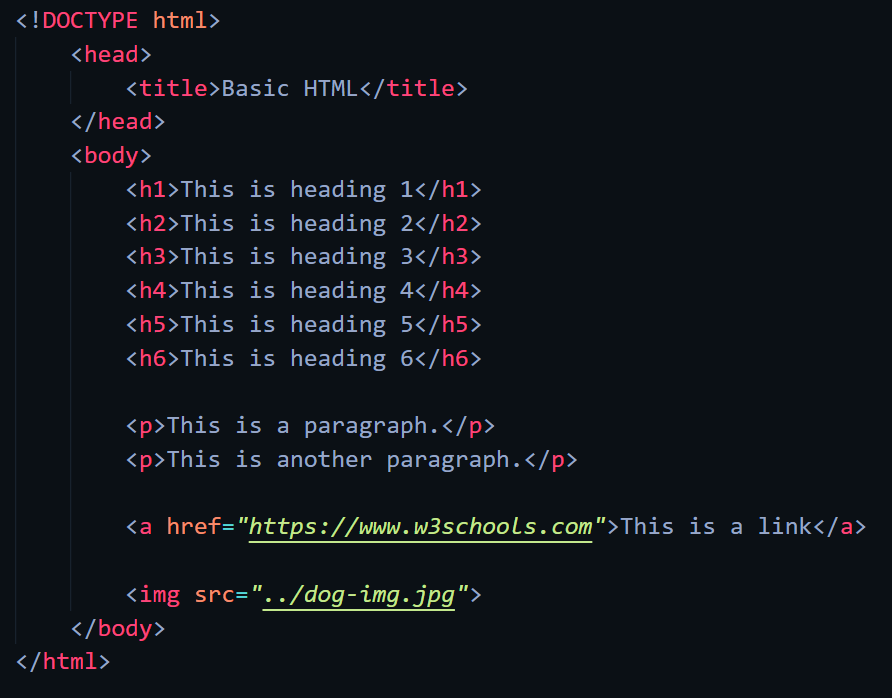 <!DOCTYPE html>
<head>
<title>Basic HTML</title>
</head>
<body>
<h1>This is heading 1</h1>
<h2>This is heading 2</h2>
<h3>This is heading 3</h3>
<h4>This is heading 4</h4>
<h5>This is heading 5</h5>
<h6>This is heading 6</h6>
<p>This is a paragraph.</p>
<p>This is another paragraph.</p>
<a href="https://www.w3schools.com">This is a link</a>
<img src="../dog-img.jpg">
</body>
</html>